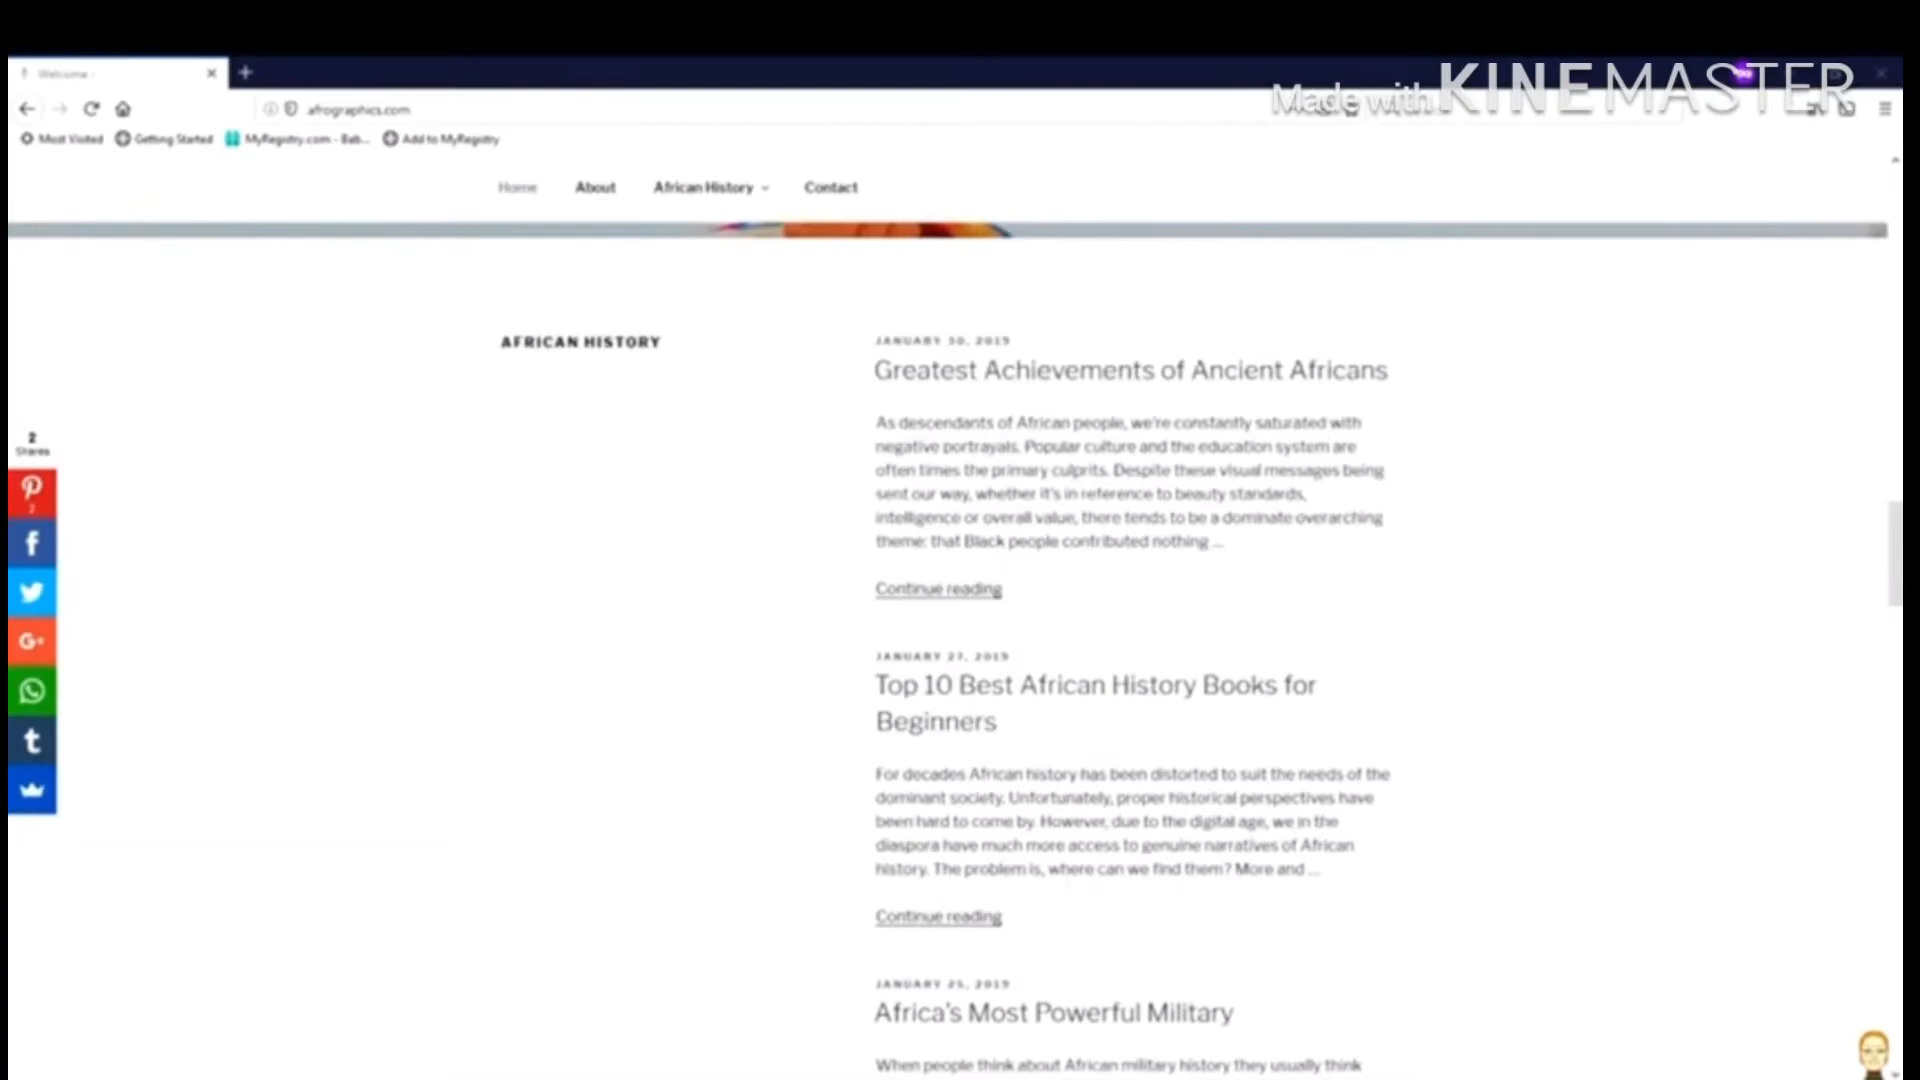 Made with KINEMASTER
Welcome -
afrographics.com
Most Visited Getting Started MyRegistry.com - Bab... Add to MyRegistry
Home About African History Contact
AFRICAN HISTORY
JANUARY 30, 2019
Greatest Achievements of Ancient Africans
As descendants of African people, we're constantly saturated with
negative portrayals. Popular culture and the education system are
often times the primary culprits. Despite these visual messages being
sent our way, whether it's in reference to beauty standards,
intelligence or overall value, there tends to be a dominate overarching
theme: that Black people contributed nothing ...
Continue reading
2
Shares
2
f
G+
t
JANUARY 27, 2019
Top 10 Best African History Books for
Beginners
For decades African history has been distorted to suit the needs of the
dominant society. Unfortunately, proper historical perspectives have
been hard to come by. However, due to the digital age, we in the
diaspora have much more access to genuine narratives of African
history. The problem is, where can we find them? More and ...
Continue reading
JANUARY 25, 2019
Africa's Most Powerful Military
When people think about African military history they usually think